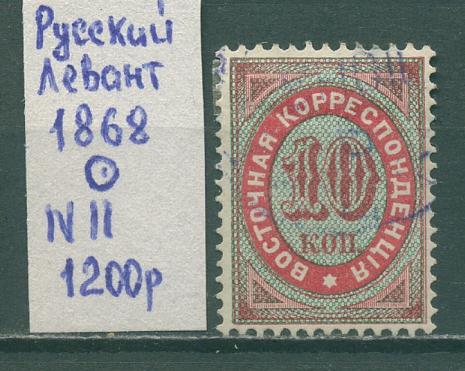 Русский
Левант
1868
N 11
1200р
ВОСТОЧНАЯ КОРРЕСПОНДЕНЦІЯ
10
КОП.